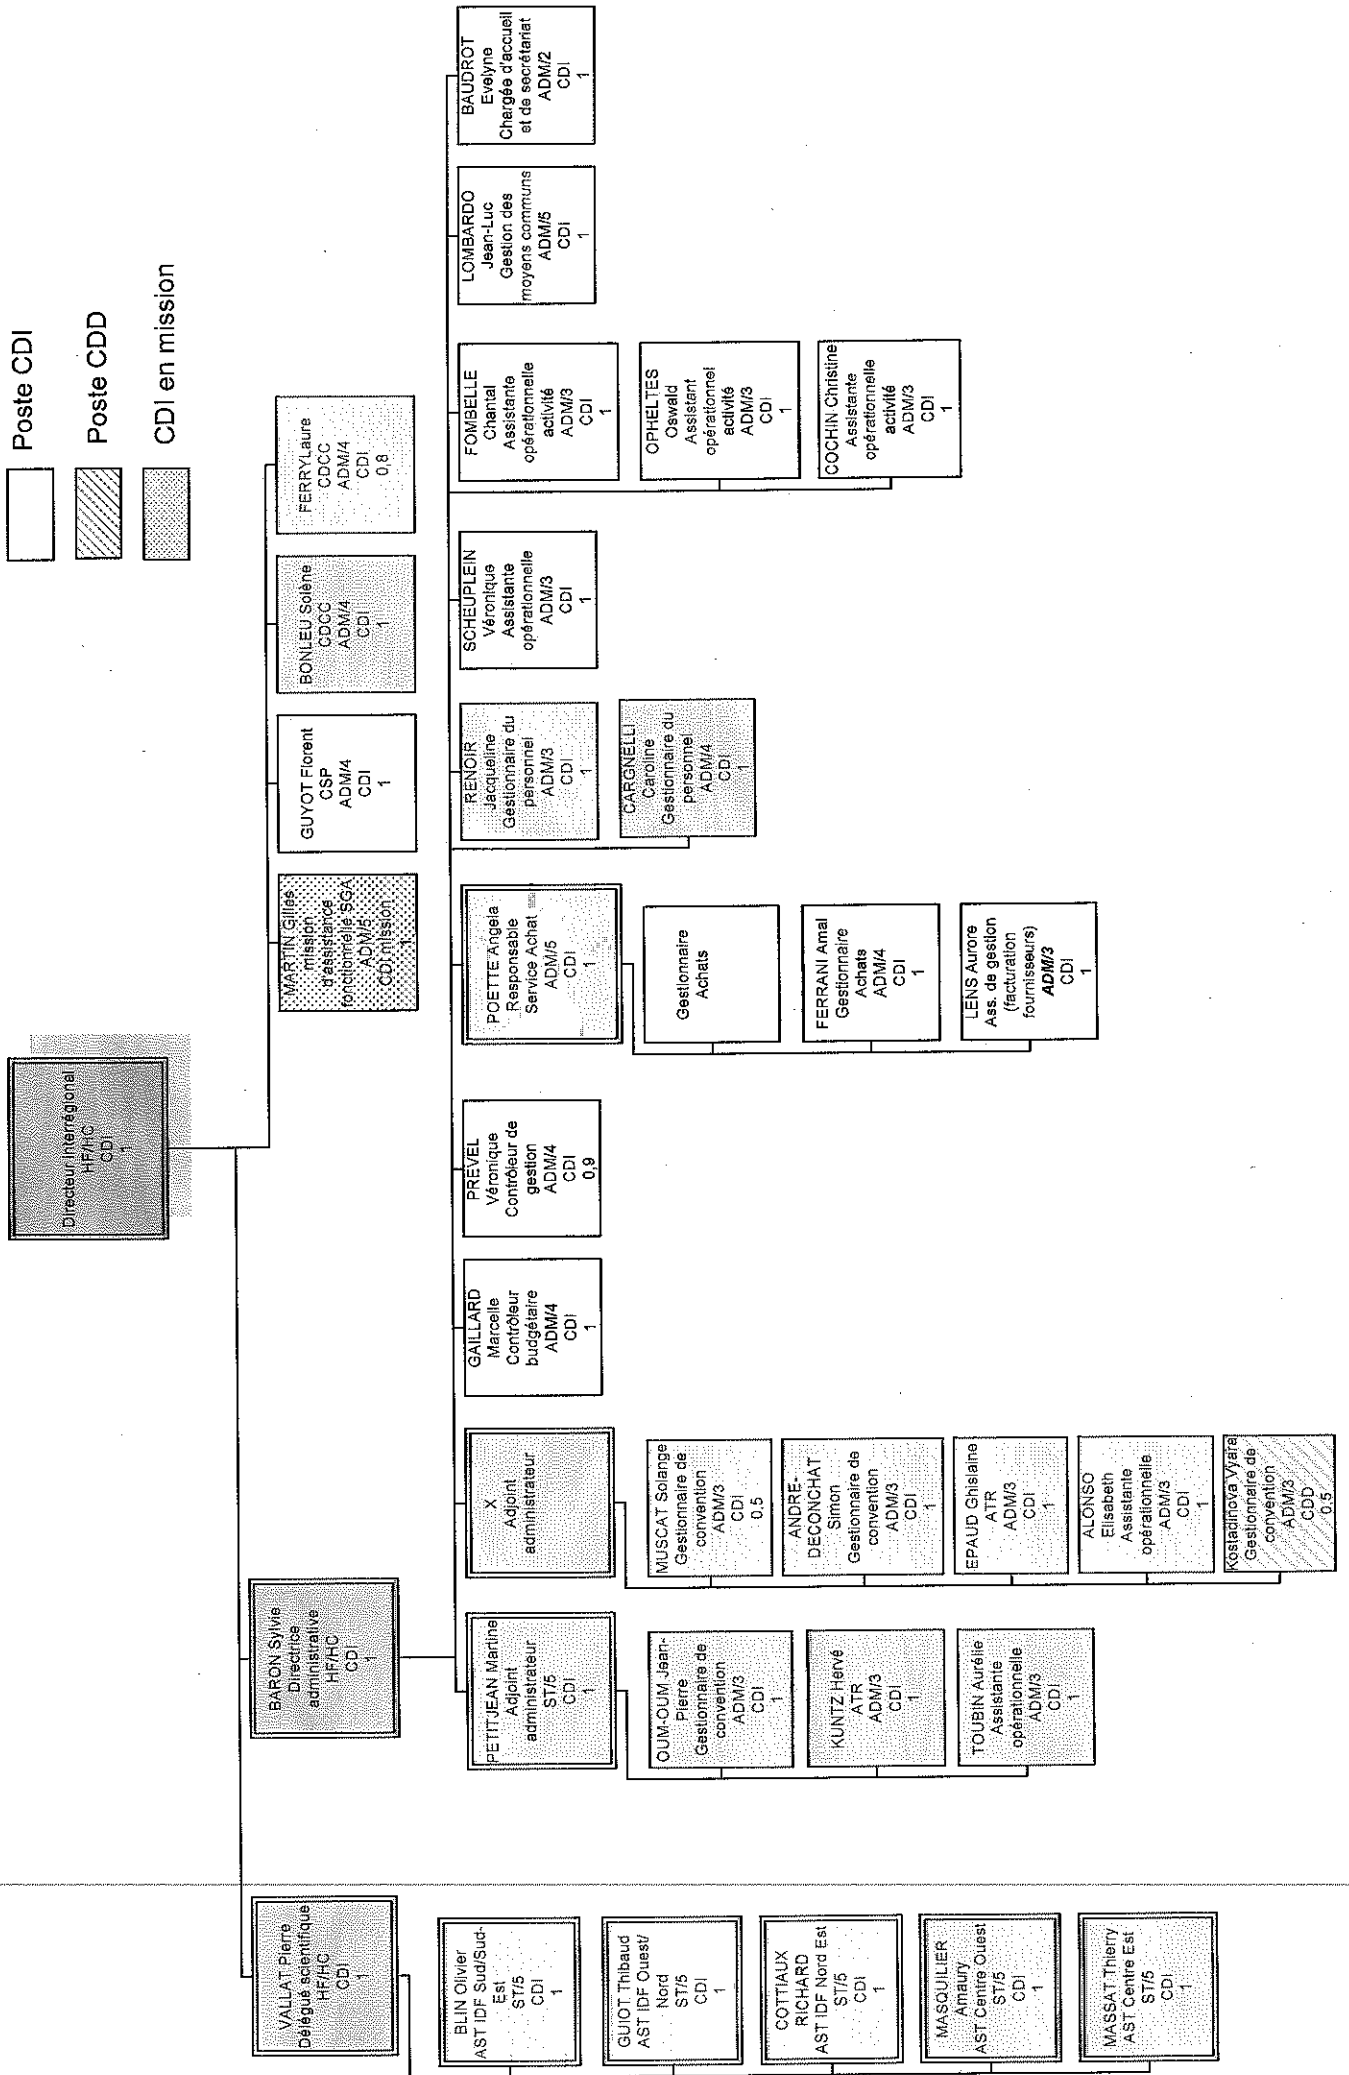 Poste CDI
Poste CDD
CDI en mission
Directeur Interrégional
HF/HC
CDI
1
VALLAT Pierre
Délégué scientifique
HF/HC
CDI
1
BARON Sylvie
Directrice
administrative
HF/HC
CDI
1
MARTIN Gilles
mission
d'assistance
fonctionnelle SGA
ADM/5
CDI mission
1
GUYOT Florent
CSP
ADM/4
CDI
1
BONLEU Solène
CDCC
ADM/4
CDI
1
FERRYLaure
CDCC
ADM/4
CDI
0,8
BLIN Olivier
AST IDF Sud/Sud-
Est
ST/5
CDI
1
GUIOT Thibaud
AST IDF Ouest/
Nord
ST/5
CDI
1
COTTIAUX
RICHARD
AST IDF Nord Est
ST/5
CDI
1
MASQUILIER
Amaury
AST Centre Ouest
ST/5
CDI
1
MASSAT Thierry
AST Centre Est
ST/5
CDI
1
PETITJEAN Martine
Adjoint
administrateur
ST/5
CDI
1
OUM-OUM Jean-
Pierre
Gestionnaire de
convention
ADM/3
CDI
1
KUNTZ Hervé
ATR
ADM/3
CDI
1
TOUBIN Aurélie
Assistante
opérationnelle
ADM/3
CDI
1
X
Adjoint
administrateur
MUSCAT Solange
Gestionnaire de
convention
ADM/3
CDI
0,5
ANDRE-
DECONCHAT
Simon
Gestionnaire de
convention
ADM/3
CDI
1
EPAUD Ghislaine
ATR
ADM/3
CDI
1
ALONSO
Elisabeth
Assistante
opérationnelle
ADM/3
CDI
1
Kostadinova Vyara
Gestionnaire de
convention
ADM/3
CDD
0,5
GAILLARD
Marcelle
Contrôleur
budgétaire
ADM/4
CDI
1
PREVEL
Véronique
Contrôleur de
gestion
ADM/4
CDI
0,9
POETTE Angela
Responsable
Service Achat
ADM/5
CDI
1
Gestionnaire
Achats
FERRANI Amal
Gestionnaire
Achats
ADM/4
CDI
1
LENS Aurore
Ass. de gestion
(facturation
fournisseurs)
ADM/3
CDI
1
RENOIR
Jacqueline
Gestionnaire du
personnel
ADM/3
CDI
1
CARGNELLI
Caroline
Gestionnaire du
personnel
ADM/4
CDI
1
SCHEUPLEIN
Véronique
Assistante
opérationnelle
ADM/3
CDI
1
FOMBELLE
Chantal
Assistante
opérationnelle
activité
ADM/3
CDI
1
OPHELTES
Oswald
Assistant
opérationnel
activité
ADM/3
CDI
1
COCHIN Christine
Assistante
opérationnelle
activité
ADM/3
CDI
1
LOMBARDO
Jean-Luc
Gestion des
moyens communs
ADM/5
CDI
1
BAUDROT
Evelyne
Chargée d'accueil
et de secrétariat
ADM/2
CDI
1